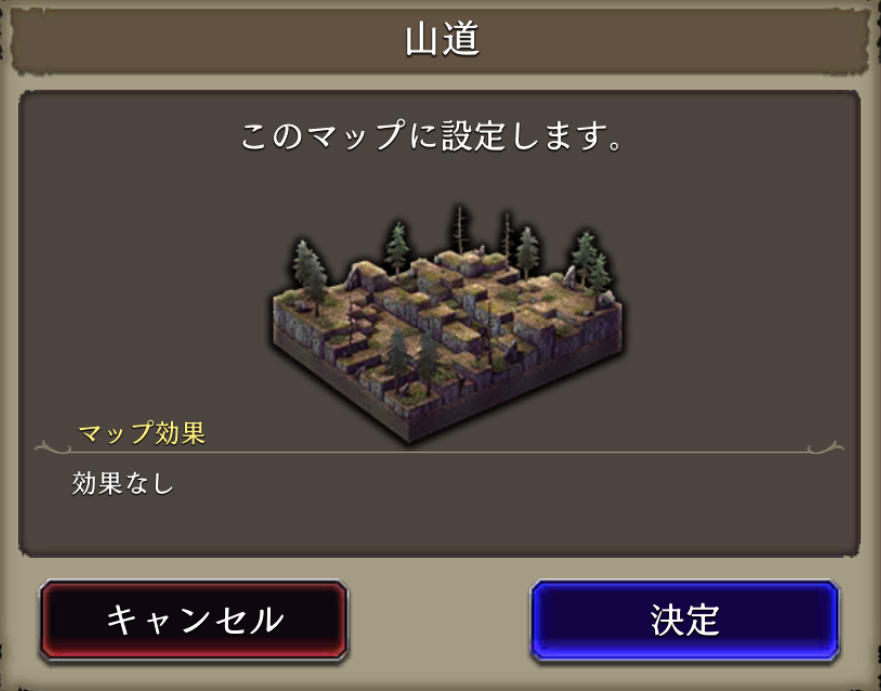 山道
このマップに設定します。
マップ効果
効果なし
キャンセル
決定